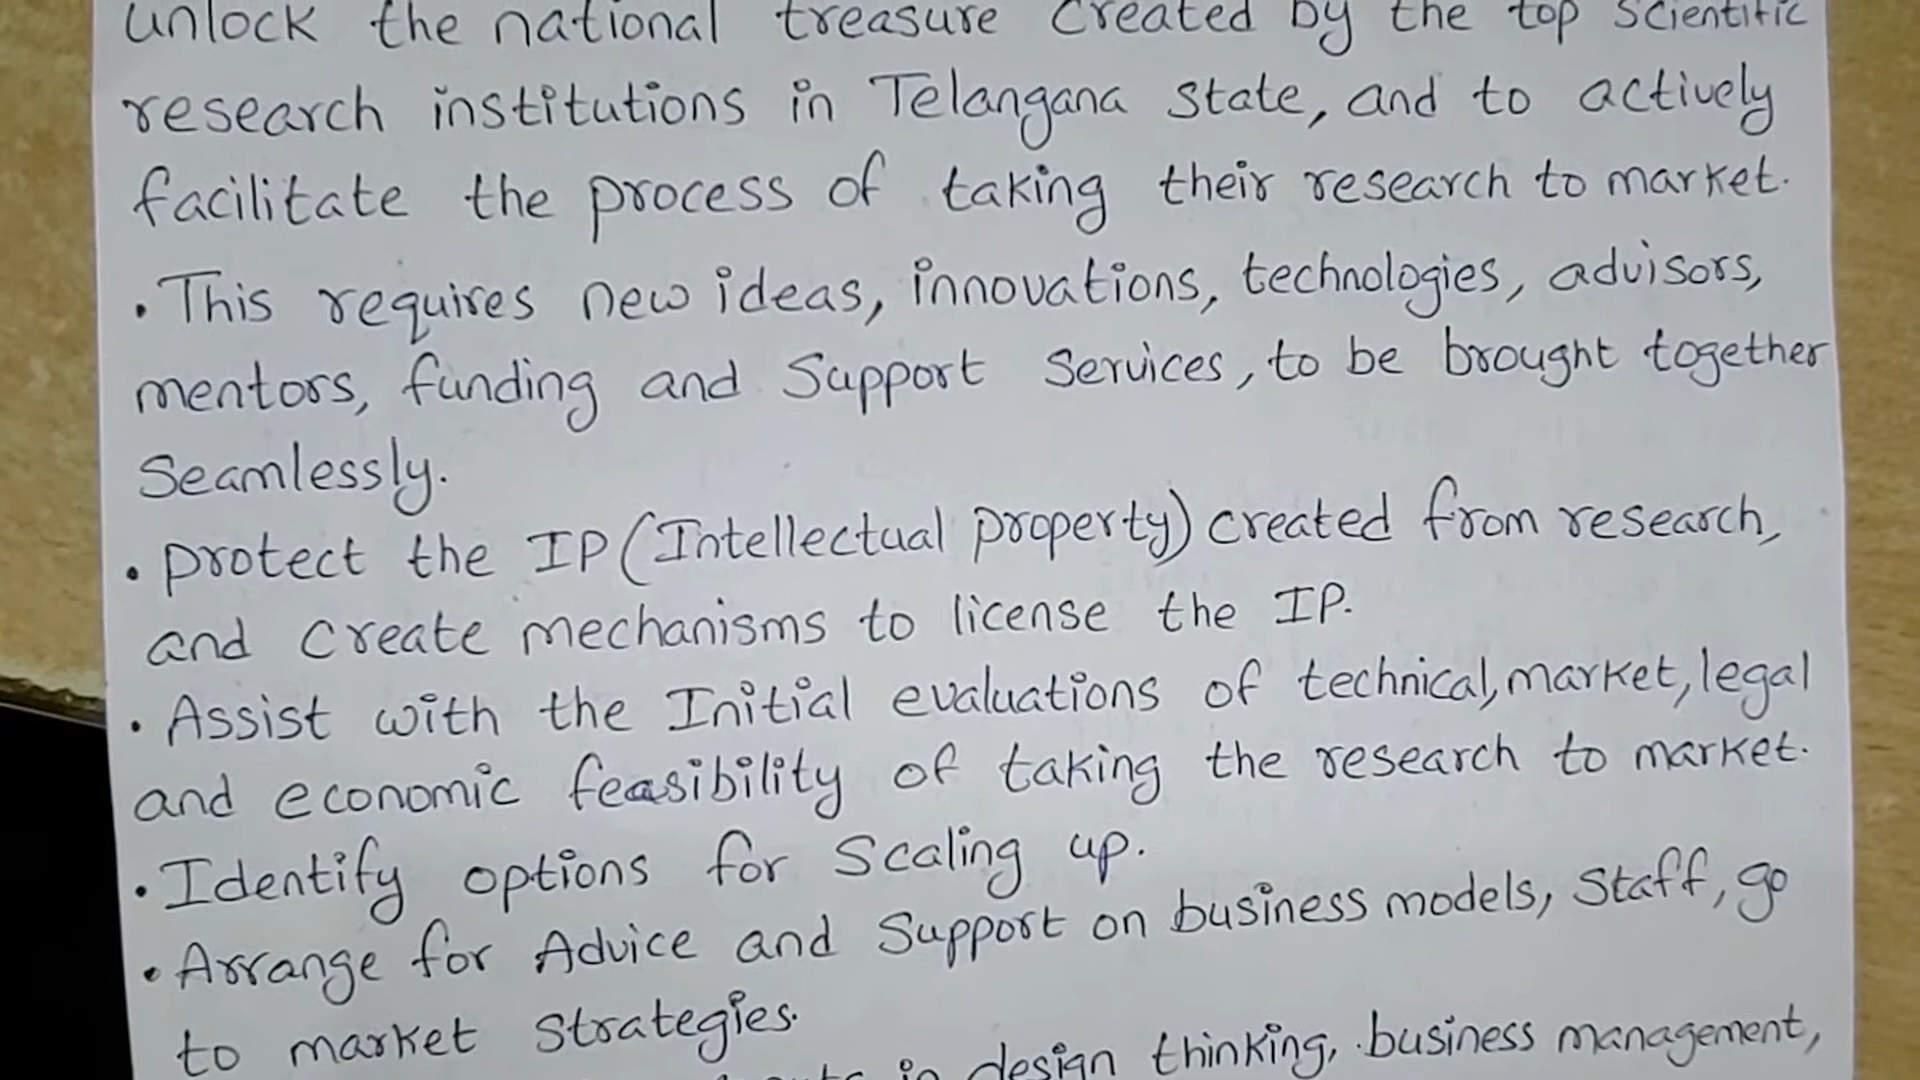 unlock the national treasure created by the top scientific
research institutions in Telangana state, and to actively
facilitate the process of taking their research to market.
• This requires new ideas, innovations, technologies, advisors,
mentors, funding and Support Services, to be brought together
Seamlessly.
• protect the IP (Intellectual property) created from research,
and create mechanisms to license the IP.
• Assist with the Initial evaluations of technical, market, legal
and economic feasibility of taking the research to market.
• Identify options for Scaling up.
• Arrange for Advice and Support on business models, Staff, go
to market Strategies.
in design thinking, business management,